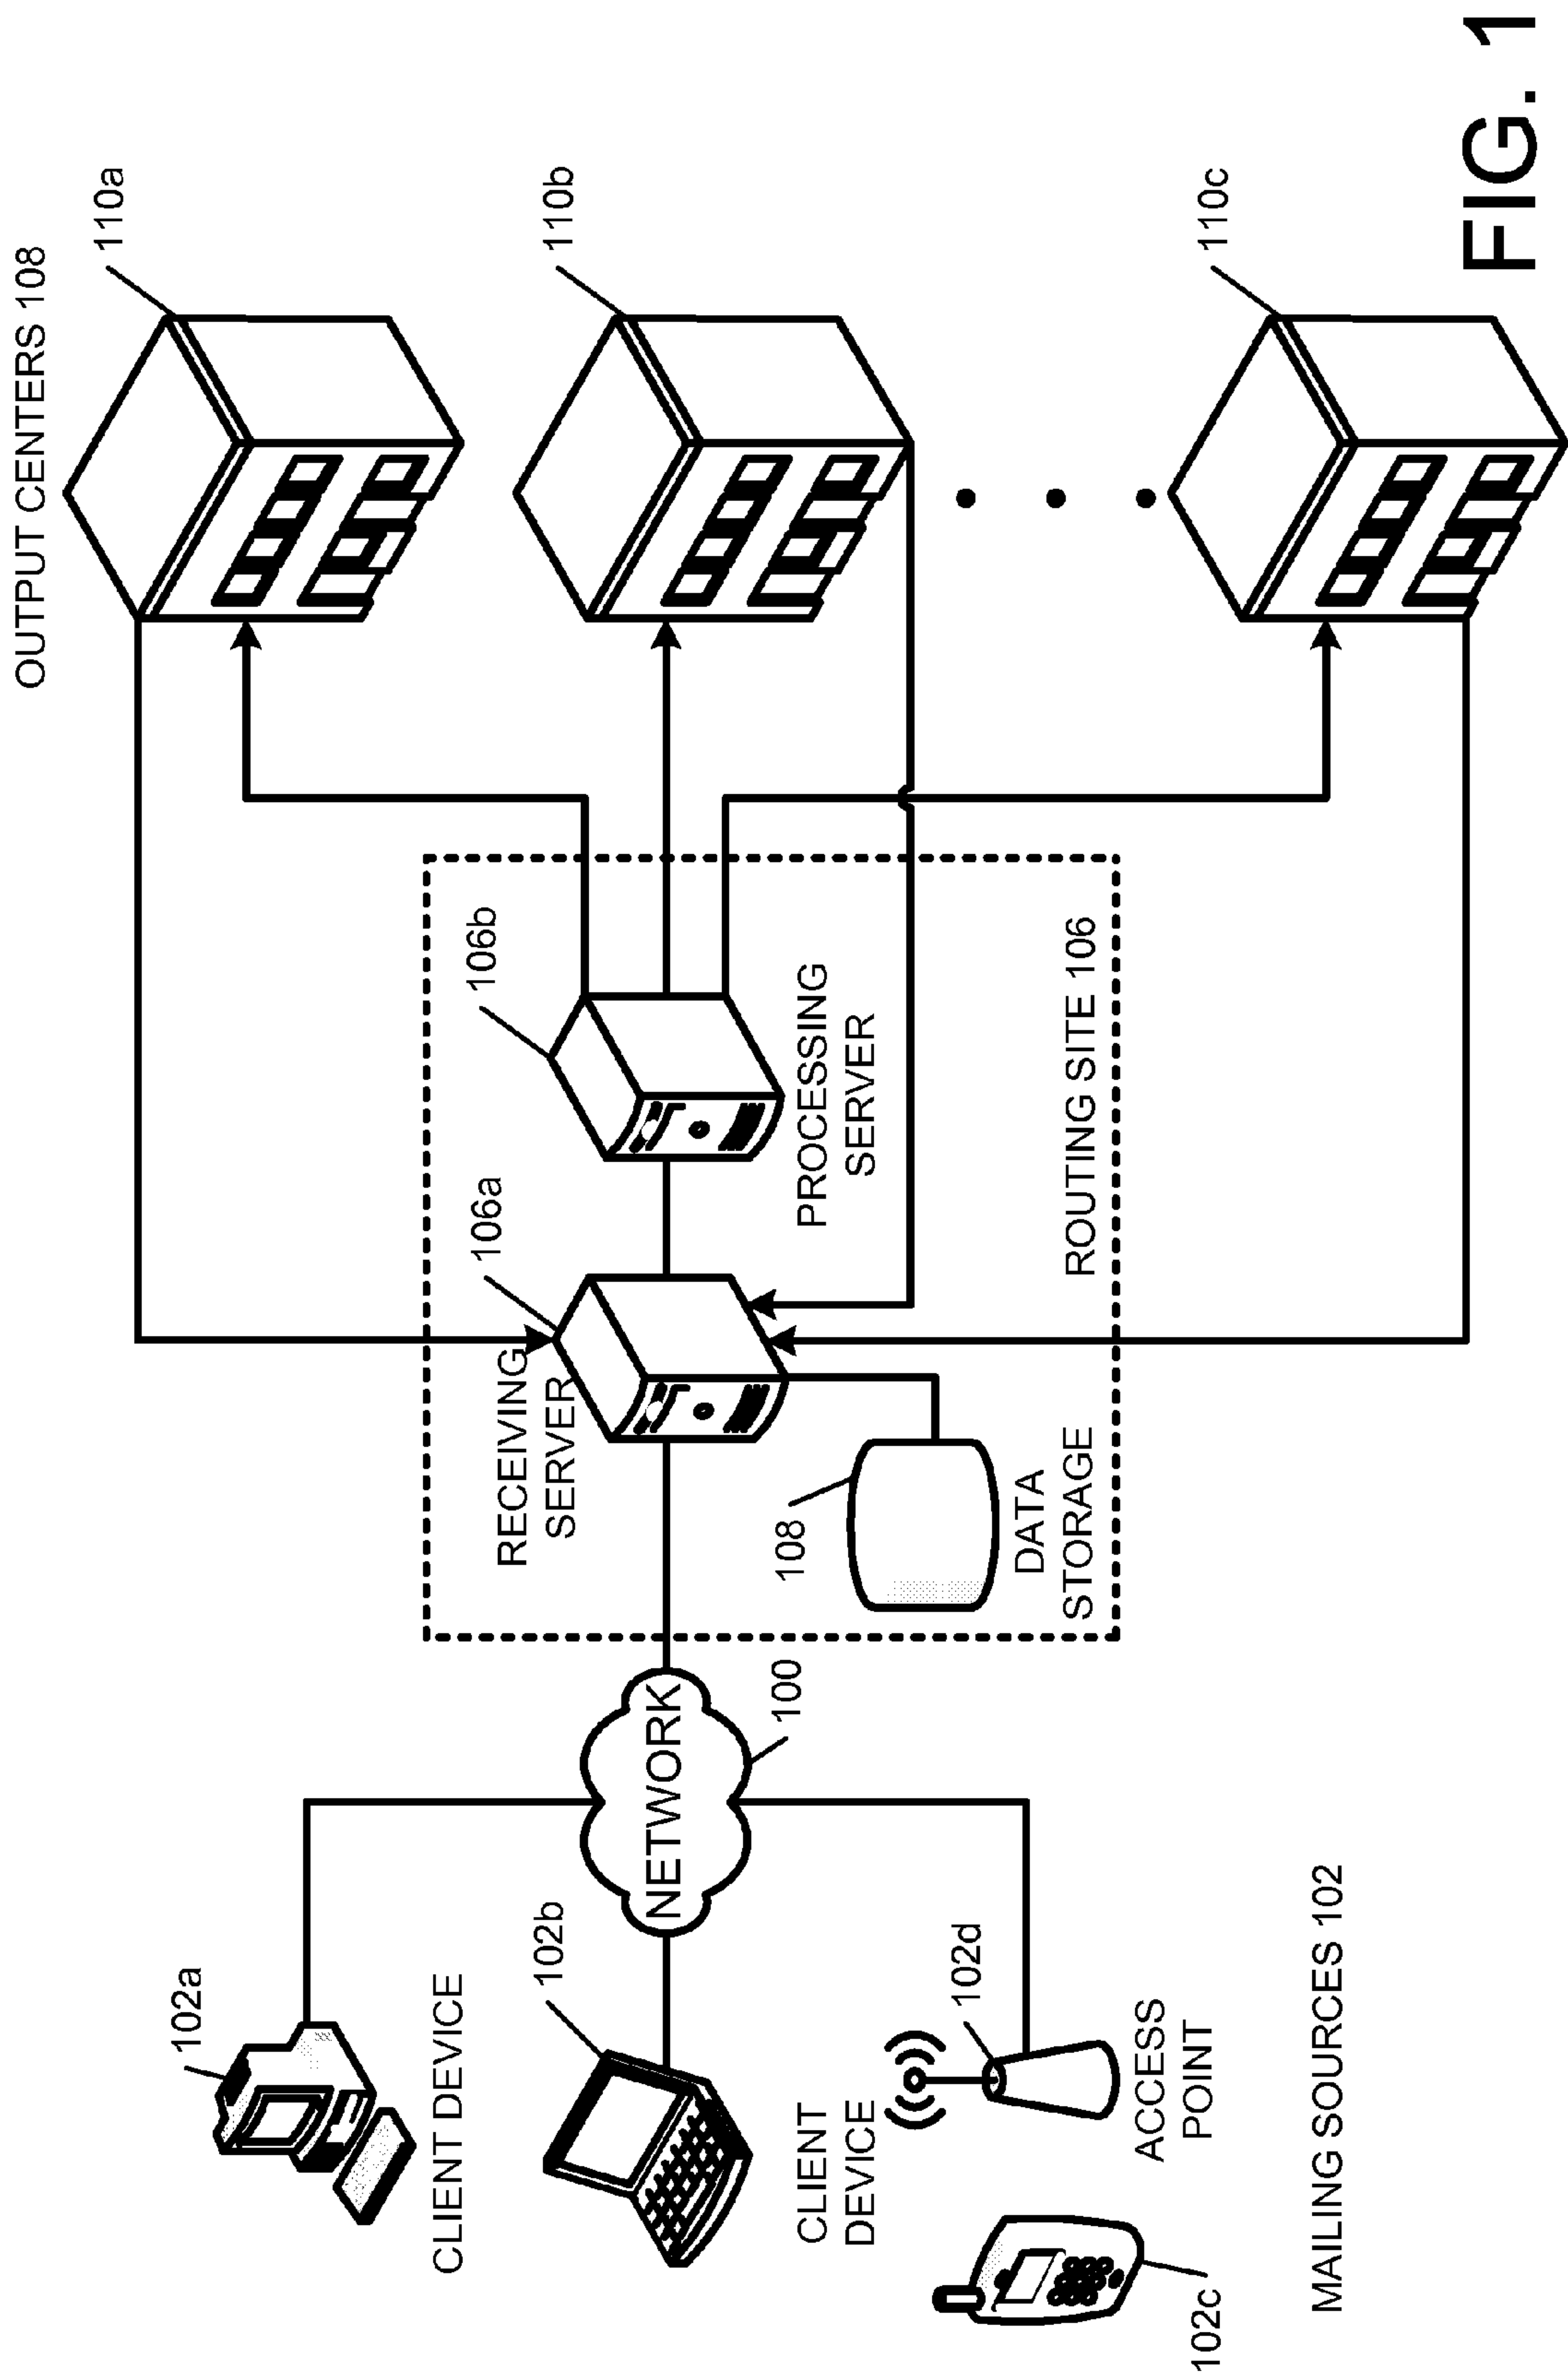 OUTPUT CENTERS 108
110a
110b
110c
106b
PROCESSING
SERVER
ROUTING SITE 106
106a
RECEIVING
SERVER
108
DATA
STORAGE
NETWORK
100
102a
CLIENT DEVICE
102b
CLIENT
DEVICE
102d
ACCESS
POINT
102c
MAILING SOURCES 102
FIG. 1